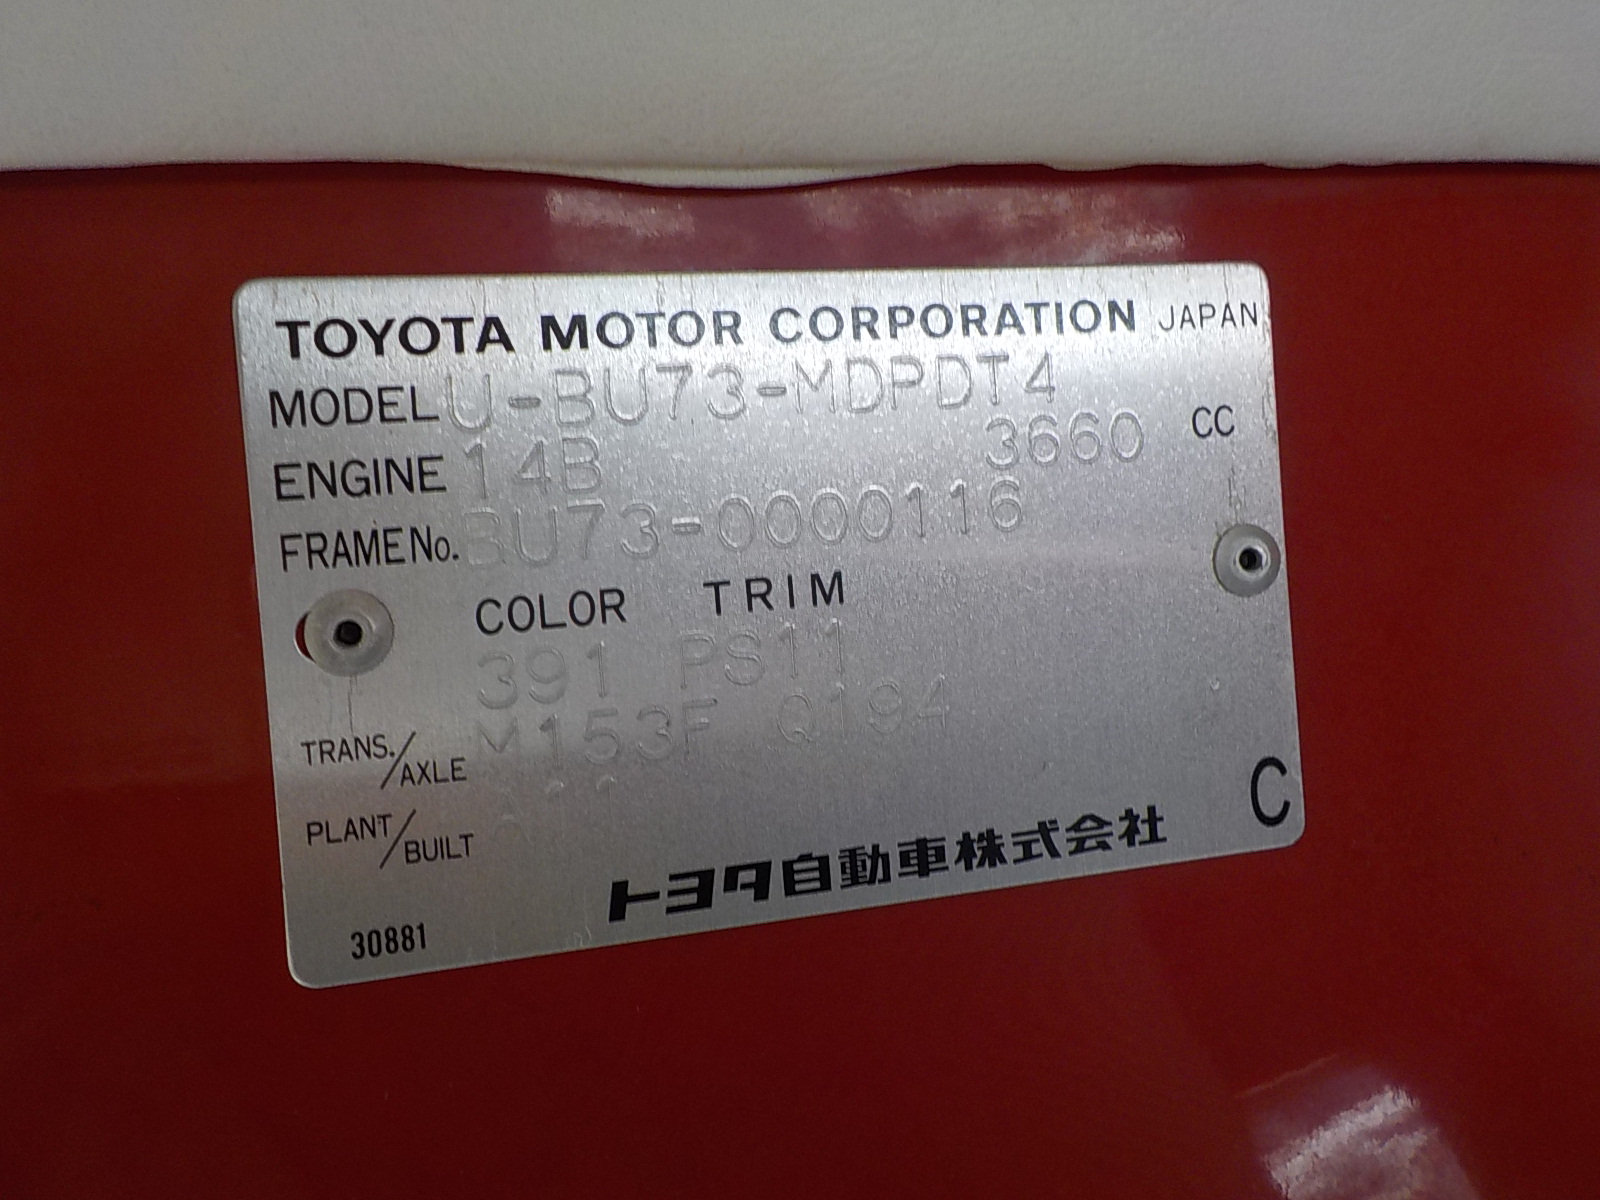 TOYOTA MOTOR CORPORATION JAPAN
MODEL U-BU73-MDPDT4
ENGINE 14B 3660 CC
FRAME No. BU73-0000116
COLOR TRIM
391 PS11
TRANS./AXLE M153F Q194
PLANT/BUILT
C
トヨタ自動車株式会社
30881